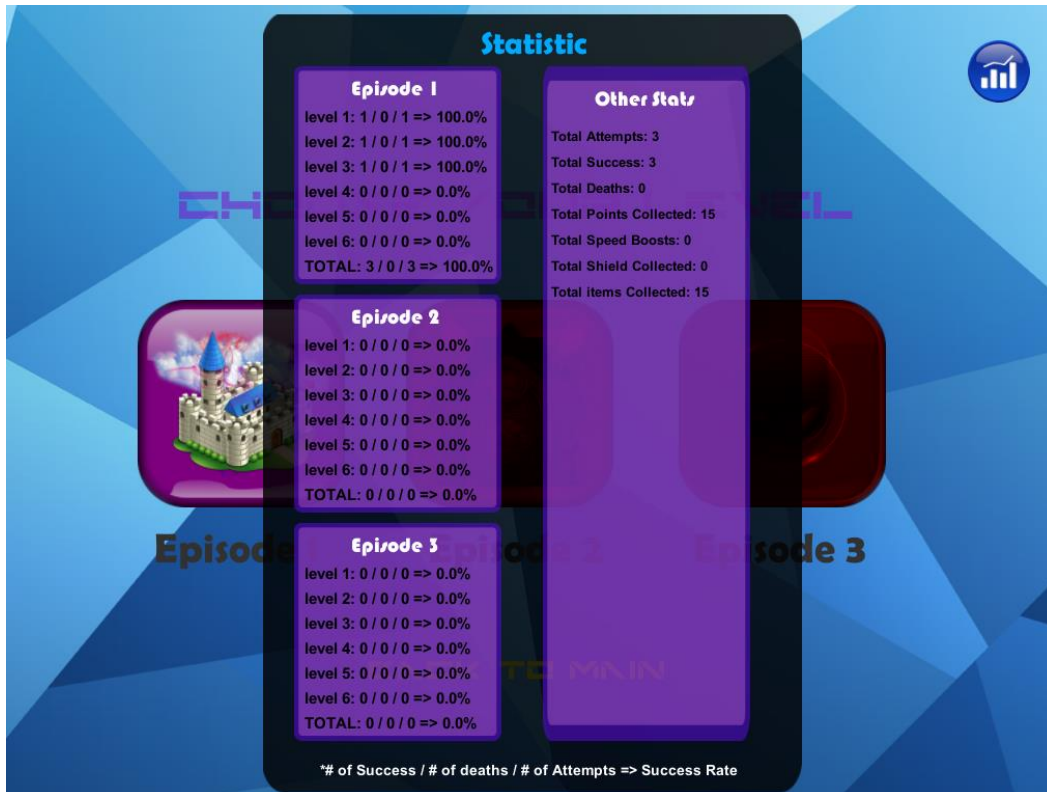 Statistic
Episode 1
level 1: 1 / 0 / 1 => 100.0%
level 2: 1 / 0 / 1 => 100.0%
level 3: 1 / 0 / 1 => 100.0%
level 4: 0 / 0 / 0 => 0.0%
level 5: 0 / 0 / 0 => 0.0%
level 6: 0 / 0 / 0 => 0.0%
TOTAL: 3 / 0 / 3 => 100.0%
Episode 2
level 1: 0 / 0 / 0 => 0.0%
level 2: 0 / 0 / 0 => 0.0%
level 3: 0 / 0 / 0 => 0.0%
level 4: 0 / 0 / 0 => 0.0%
level 5: 0 / 0 / 0 => 0.0%
level 6: 0 / 0 / 0 => 0.0%
TOTAL: 0 / 0 / 0 => 0.0%
Episode 3
level 1: 0 / 0 / 0 => 0.0%
level 2: 0 / 0 / 0 => 0.0%
level 3: 0 / 0 / 0 => 0.0%
level 4: 0 / 0 / 0 => 0.0%
level 5: 0 / 0 / 0 => 0.0%
level 6: 0 / 0 / 0 => 0.0%
TOTAL: 0 / 0 / 0 => 0.0%
Other Stats
Total Attempts: 3
Total Success: 3
Total Deaths: 0
Total Points Collected: 15
Total Speed Boosts: 0
Total Shield Collected: 0
Total items Collected: 15
Episode 2
Episode 3
TO MAIN
*# of Success / # of deaths / # of Attempts => Success Rate